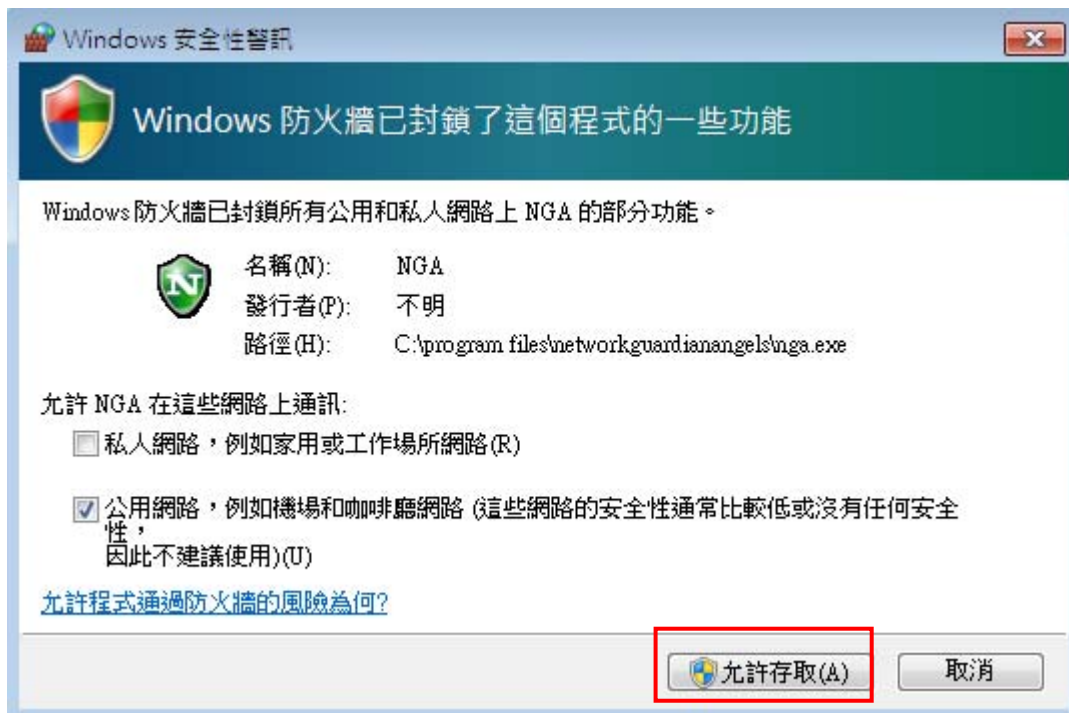 Windows 安全性警訊
Windows 防火牆已封鎖了這個程式的一些功能
Windows 防火牆已封鎖所有公用和私人網路上 NGA 的部分功能。
名稱(N): NGA
發行者(P): 不明
路徑(H): C:\program files\networkguardianangels\nga.exe
允許 NGA 在這些網路上通訊:
私人網路，例如家用或工作場所網路(R)
公用網路，例如機場和咖啡廳網路 (這些網路的安全性通常比較低或沒有任何安全
性，
因此不建議使用)(U)
允許程式通過防火牆的風險為何?
允許存取(A) 取消